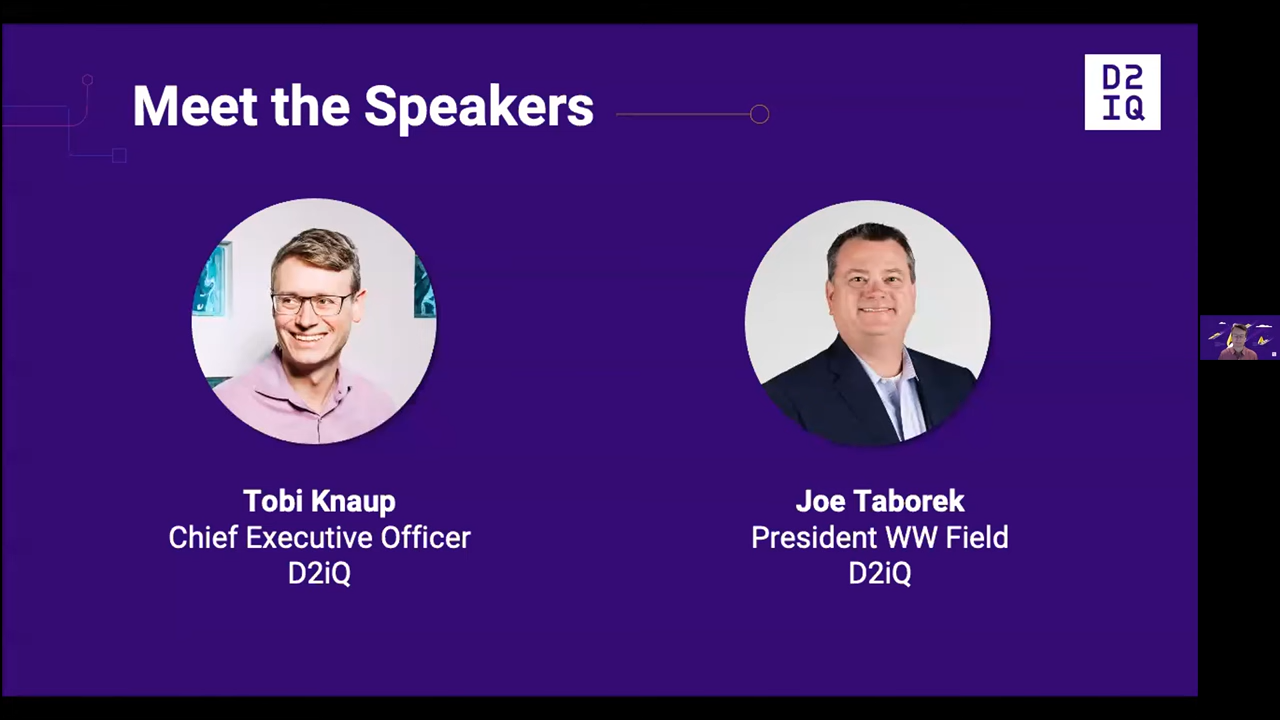 Meet the Speakers
D2
IQ
Tobi Knaup
Chief Executive Officer
D2iQ
Joe Taborek
President WW Field
D2iQ